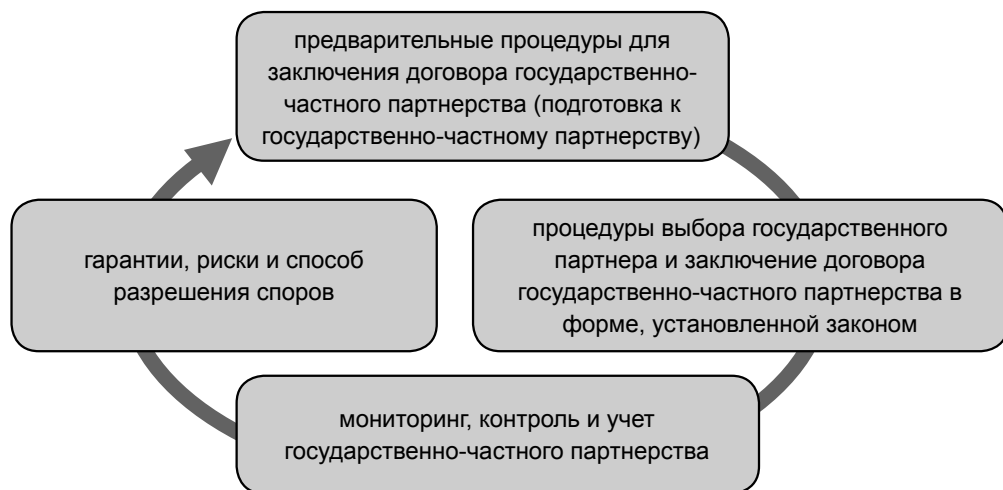 предварительные процедуры для
заключения договора государственно-
частного партнерства (подготовка к
государственно-частному партнерству)
процедуры выбора государственного
партнера и заключение договора
государственно-частного партнерства в
форме, установленной законом
мониторинг, контроль и учет
государственно-частного партнерства
гарантии, риски и способ
разрешения споров